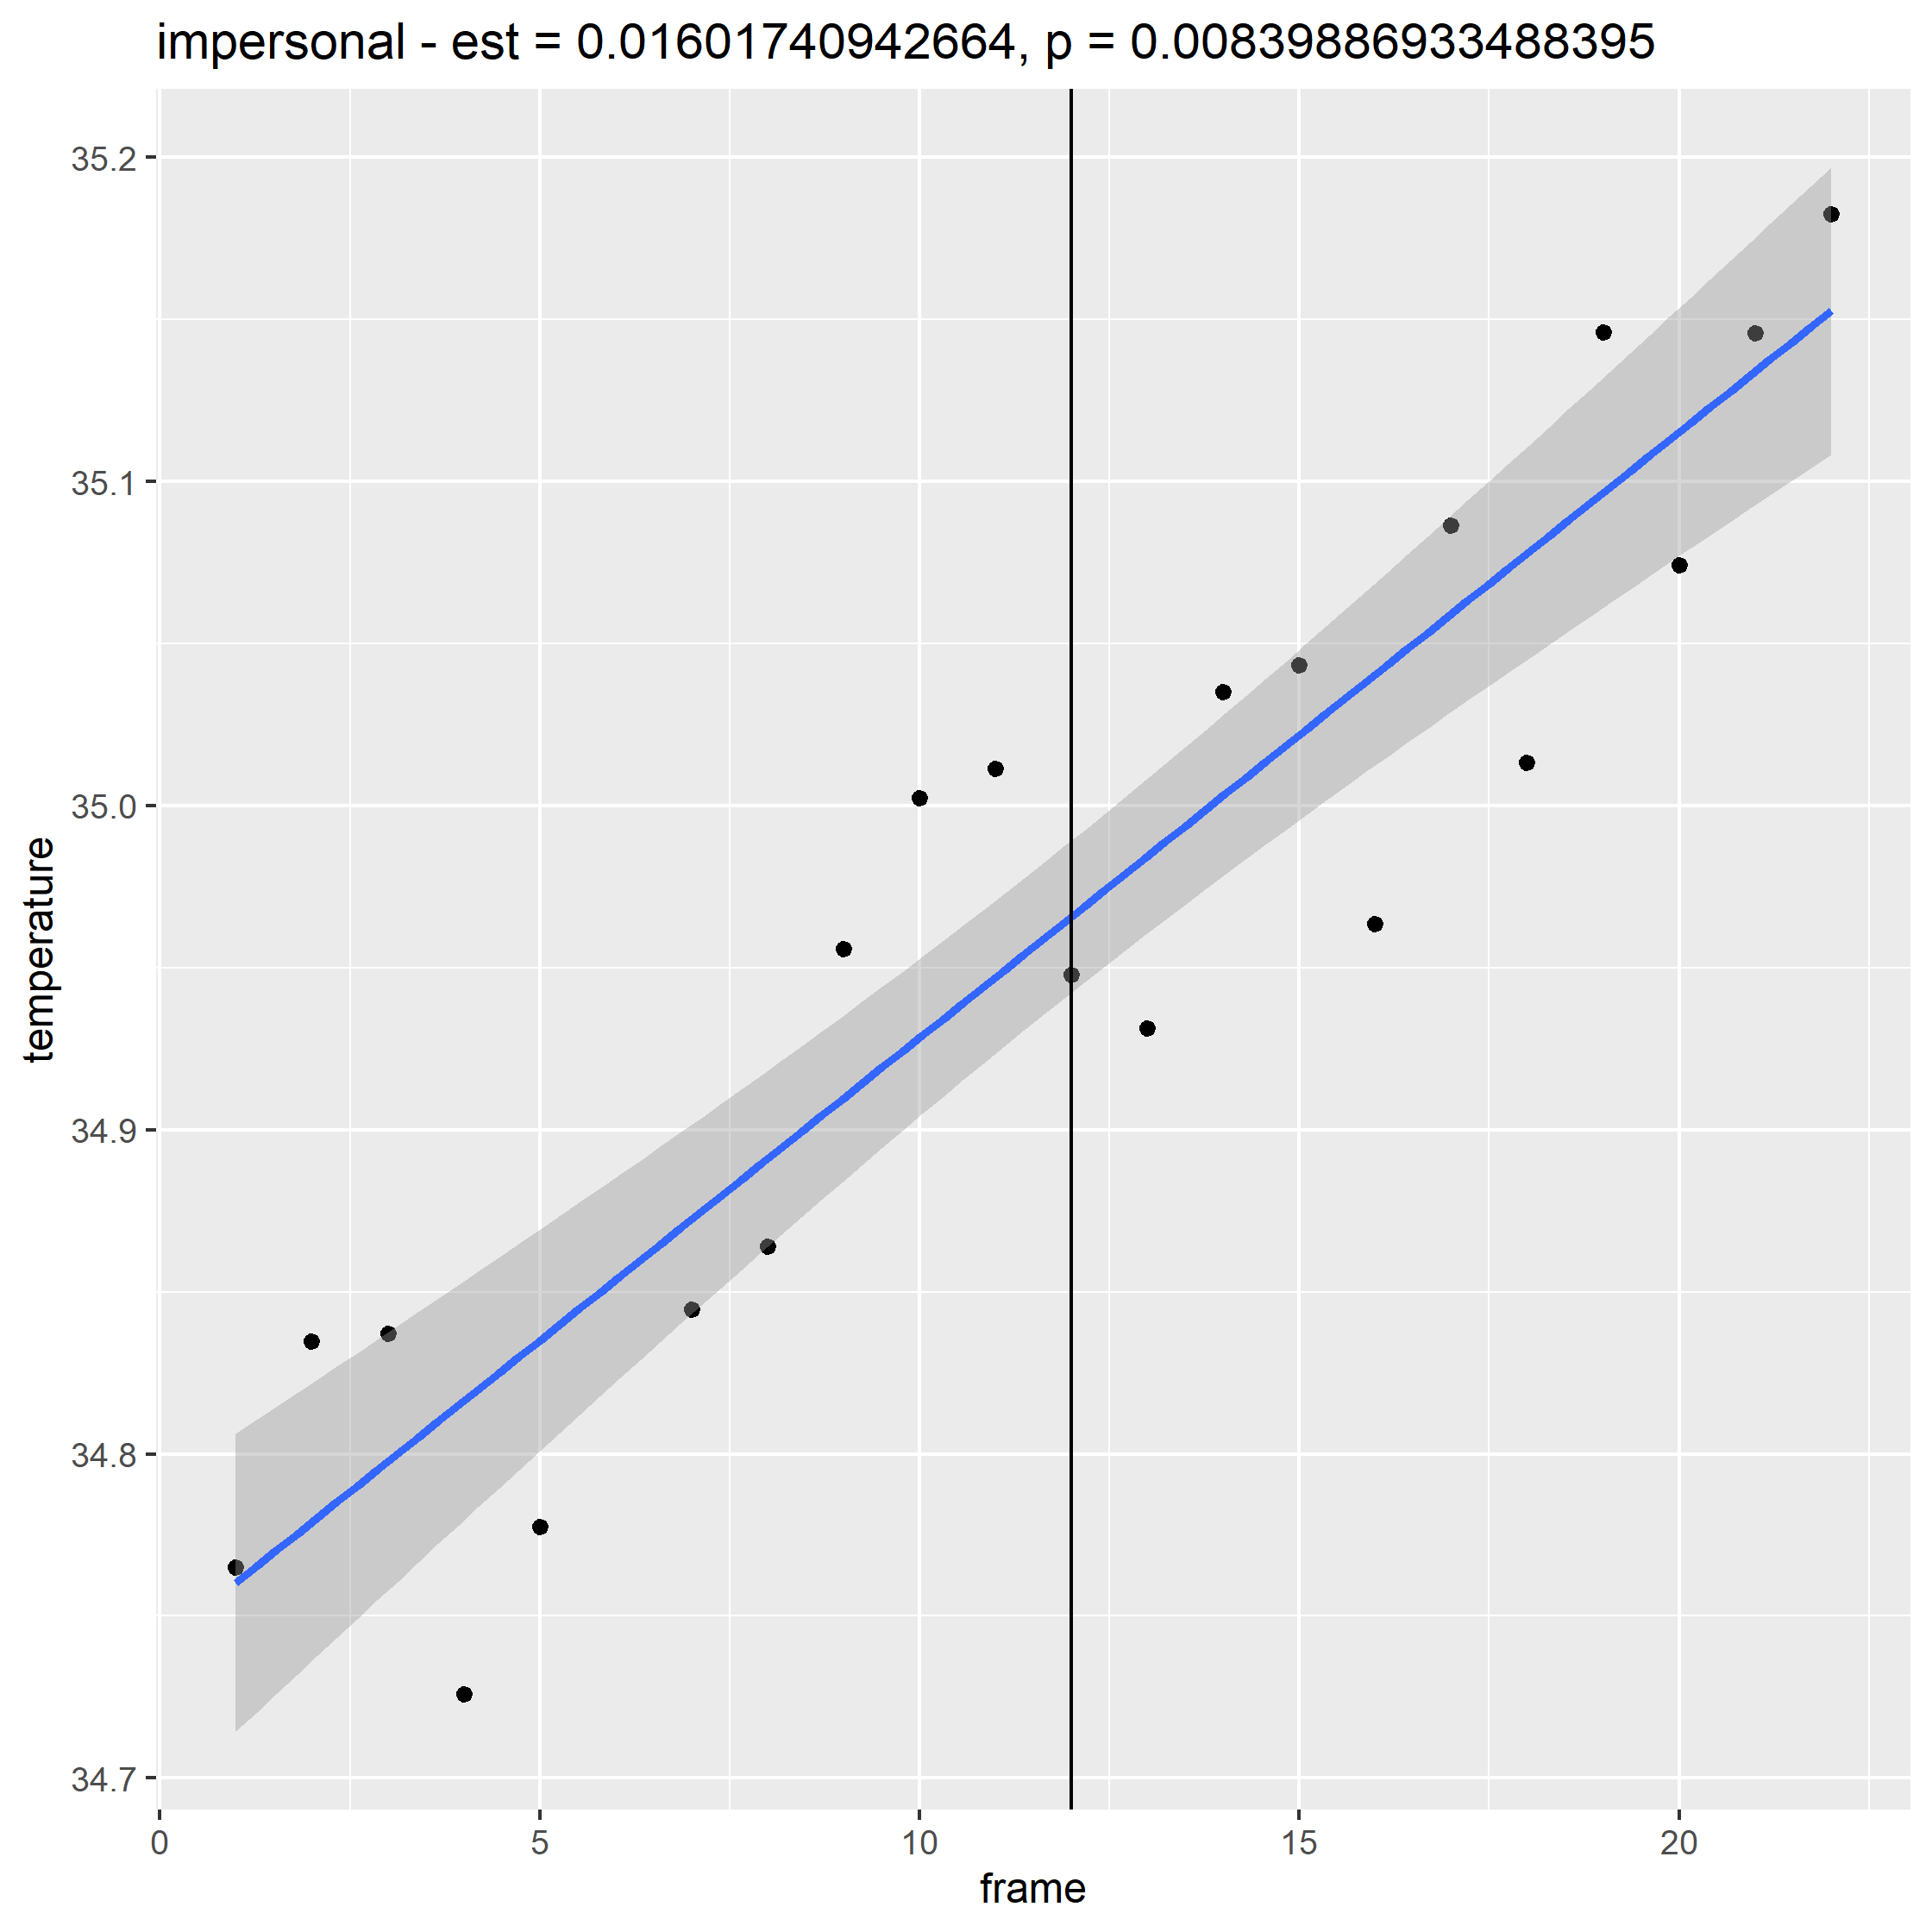 impersonal - est = 0.01601740942664, p = 0.00839886933488395
35.2
35.1
35.0
34.9
34.8
34.7
temperature
0 5 10 15 20
frame